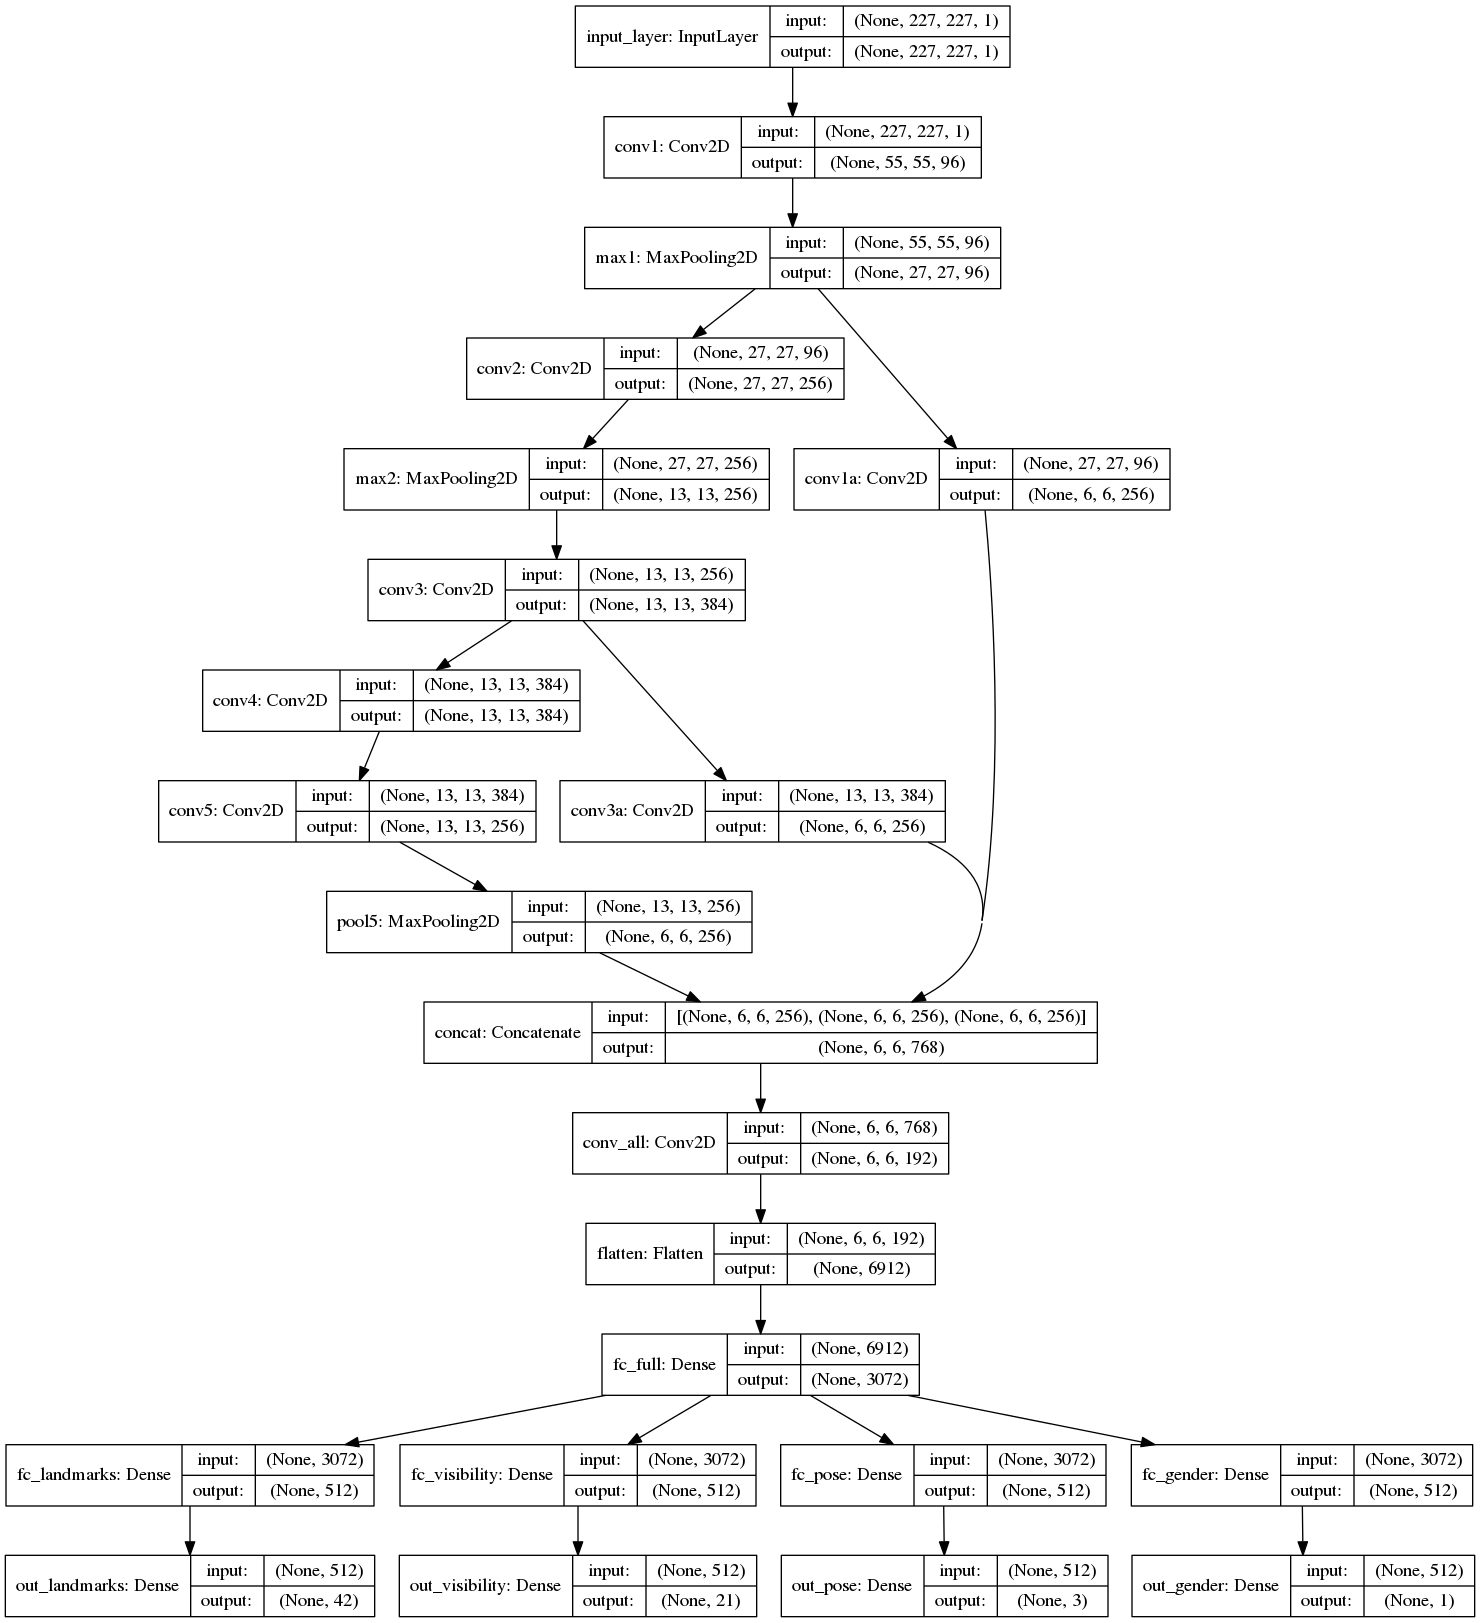 input_layer: InputLayer
input:
(None, 227, 227, 1)
output:
(None, 227, 227, 1)
conv1: Conv2D
input:
(None, 227, 227, 1)
output:
(None, 55, 55, 96)
max1: MaxPooling2D
input:
(None, 55, 55, 96)
output:
(None, 27, 27, 96)
conv2: Conv2D
input:
(None, 27, 27, 96)
output:
(None, 27, 27, 256)
max2: MaxPooling2D
input:
(None, 27, 27, 256)
output:
(None, 13, 13, 256)
conv1a: Conv2D
input:
(None, 27, 27, 96)
output:
(None, 6, 6, 256)
conv3: Conv2D
input:
(None, 13, 13, 256)
output:
(None, 13, 13, 384)
conv4: Conv2D
input:
(None, 13, 13, 384)
output:
(None, 13, 13, 384)
conv5: Conv2D
input:
(None, 13, 13, 384)
output:
(None, 13, 13, 256)
conv3a: Conv2D
input:
(None, 13, 13, 384)
output:
(None, 6, 6, 256)
pool5: MaxPooling2D
input:
(None, 13, 13, 256)
output:
(None, 6, 6, 256)
concat: Concatenate
input:
[(None, 6, 6, 256), (None, 6, 6, 256), (None, 6, 6, 256)]
output:
(None, 6, 6, 768)
conv_all: Conv2D
input:
(None, 6, 6, 768)
output:
(None, 6, 6, 192)
flatten: Flatten
input:
(None, 6, 6, 192)
output:
(None, 6912)
fc_full: Dense
input:
(None, 6912)
output:
(None, 3072)
fc_landmarks: Dense
input:
(None, 3072)
output:
(None, 512)
fc_visibility: Dense
input:
(None, 3072)
output:
(None, 512)
fc_pose: Dense
input:
(None, 3072)
output:
(None, 512)
fc_gender: Dense
input:
(None, 3072)
output:
(None, 512)
out_landmarks: Dense
input:
(None, 512)
output:
(None, 42)
out_visibility: Dense
input:
(None, 512)
output:
(None, 21)
out_pose: Dense
input:
(None, 512)
output:
(None, 3)
out_gender: Dense
input:
(None, 512)
output:
(None, 1)